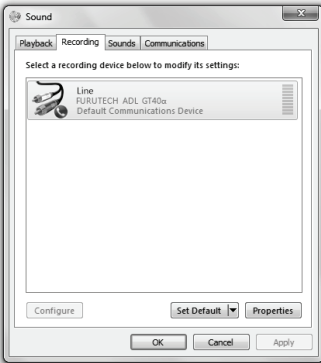 Sound
Playback Recording Sounds Communications
Select a recording device below to modify its settings:
Line
FURUTECH ADL GT40α
Default Communications Device
Configure Set Default Properties
OK Cancel Apply